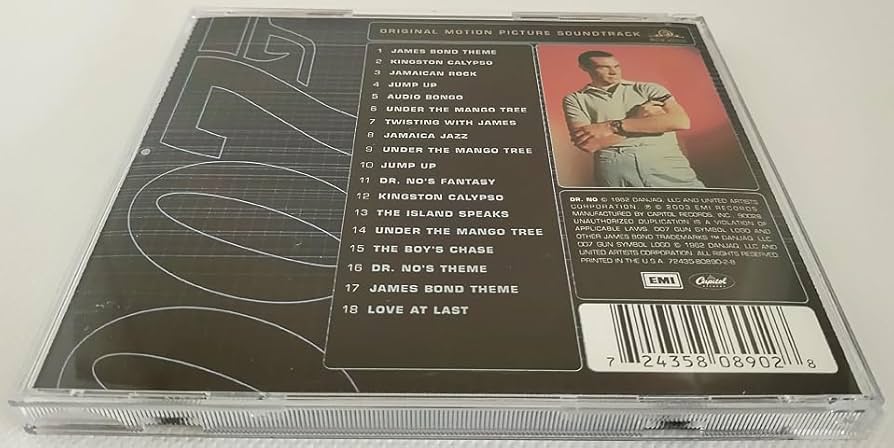 ORIGINAL MOTION PICTURE SOUNDTRACK
1 JAMES BOND THEME
2 KINGSTON CALYPSO
3 JAMAICAN ROCK
4 JUMP UP
5 AUDIO BONGO
6 UNDER THE MANGO TREE
7 TWISTING WITH JAMES
8 JAMAICA JAZZ
9 UNDER THE MANGO TREE
10 JUMP UP
11 DR. NO'S FANTASY
12 KINGSTON CALYPSO
13 THE ISLAND SPEAKS
14 UNDER THE MANGO TREE
15 THE BOY'S CHASE
16 DR. NO'S THEME
17 JAMES BOND THEME
18 LOVE AT LAST
007
DR. NO © 1962 DANJAQ, LLC AND UNITED ARTISTS
CORPORATION. ℗ © 2003 EMI RECORDS.
MANUFACTURED BY CAPITOL RECORDS, INC. 90028
UNAUTHORIZED DUPLICATION IS A VIOLATION OF
APPLICABLE LAWS. 007 GUN SYMBOL LOGO AND
OTHER JAMES BOND TRADEMARKS ™ DANJAQ, LLC.
007 GUN SYMBOL LOGO © 1962 DANJAQ, LLC AND
UNITED ARTISTS CORPORATION. ALL RIGHTS RESERVED.
PRINTED IN THE U.S.A. 72435-80890-2-8
EMI Capitol
7 24358 08902 8